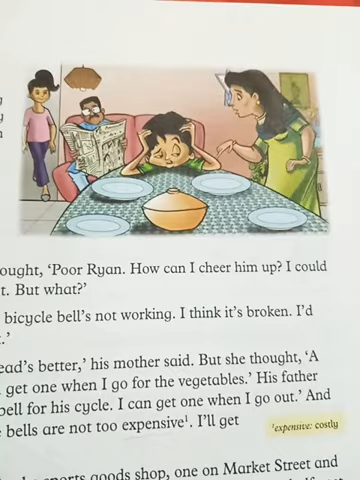 ought, ‘Poor Ryan. How can I cheer him up? I could
t. But what?’
bicycle bell’s not working. I think it’s broken. I’d
.’
ead’s better,’ his mother said. But she thought, ‘A
get one when I go for the vegetables.’ His father
bell for his cycle. I can get one when I go out.’ And
bells are not too expensive¹. I’ll get
¹expensive: costly
sports goods shop, one on Market Street and